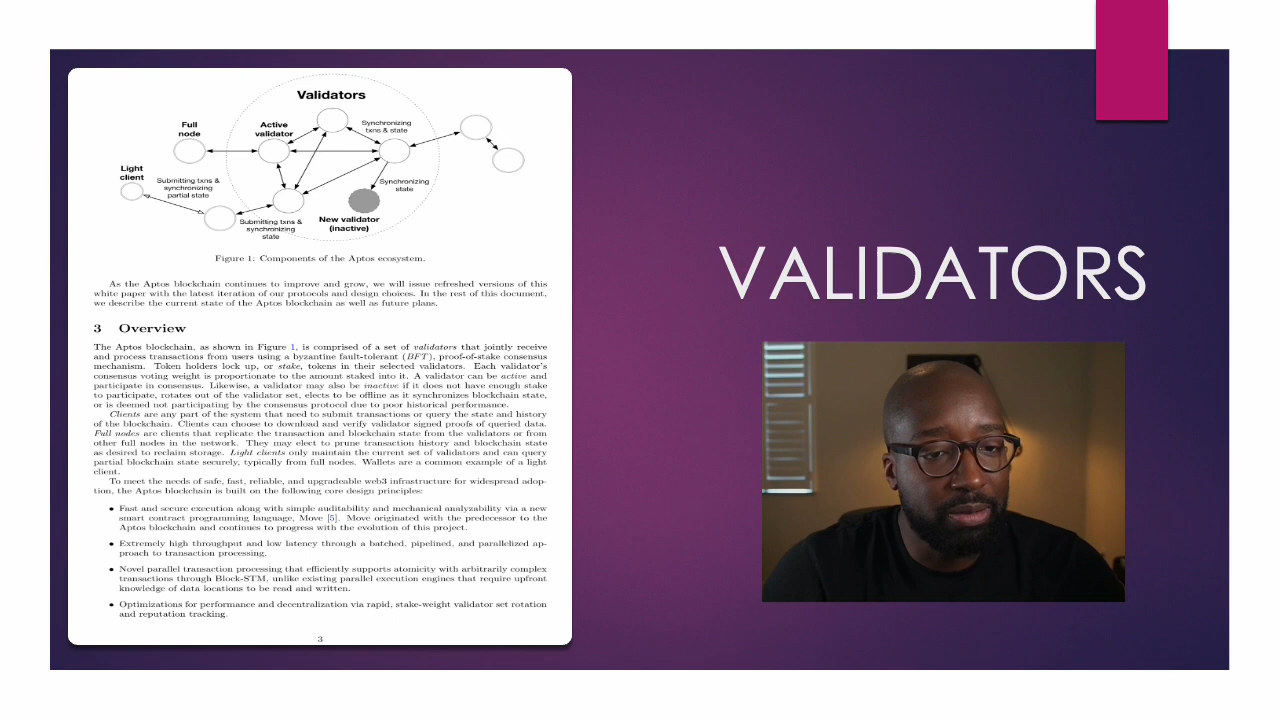 Validators
Full
node
Active
validator
Synchronizing
txns & state
Light
client
Submitting txns &
synchronizing
partial state
Synchronizing
state
Submitting txns &
synchronizing
state
New validator
(inactive)
Figure 1: Components of the Aptos ecosystem.
As the Aptos blockchain continues to improve and grow, we will issue refreshed versions of this
white paper with the latest iteration of our protocols and design choices. In the rest of this document,
we describe the current state of the Aptos blockchain as well as future plans.
3 Overview
The Aptos blockchain, as shown in Figure 1, is comprised of a set of validators that jointly receive
and process transactions from users using a byzantine fault-tolerant (BFT), proof-of-stake consensus
mechanism. Token holders lock up, or stake, tokens in their selected validators. Each validator's
consensus voting weight is proportionate to the amount staked into it. A validator can be active and
participate in consensus. Likewise, a validator may also be inactive if it does not have enough stake
to participate, rotates out of the validator set, elects to be offline as it synchronizes blockchain state,
or is deemed not participating by the consensus protocol due to poor historical performance.
Clients are any part of the system that need to submit transactions or query the state and history
of the blockchain. Clients can choose to download and verify validator signed proofs of queried data.
Full nodes are clients that replicate the transaction and blockchain state from the validators or from
other full nodes in the network. They may elect to prune transaction history and blockchain state
as desired to reclaim storage. Light clients only maintain the current set of validators and can query
partial blockchain state securely, typically from full nodes. Wallets are a common example of a light
client.
To meet the needs of safe, fast, reliable, and upgradeable web3 infrastructure for widespread adop-
tion, the Aptos blockchain is built on the following core design principles:
• Fast and secure execution along with simple auditability and mechanical analyzability via a new
smart contract programming language, Move [5]. Move originated with the predecessor to the
Aptos blockchain and continues to progress with the evolution of this project.
• Extremely high throughput and low latency through a batched, pipelined, and parallelized ap-
proach to transaction processing.
• Novel parallel transaction processing that efficiently supports atomicity with arbitrarily complex
transactions through Block-STM, unlike existing parallel execution engines that require upfront
knowledge of data locations to be read and written.
• Optimizations for performance and decentralization via rapid, stake-weight validator set rotation
and reputation tracking.
3
VALIDATORS